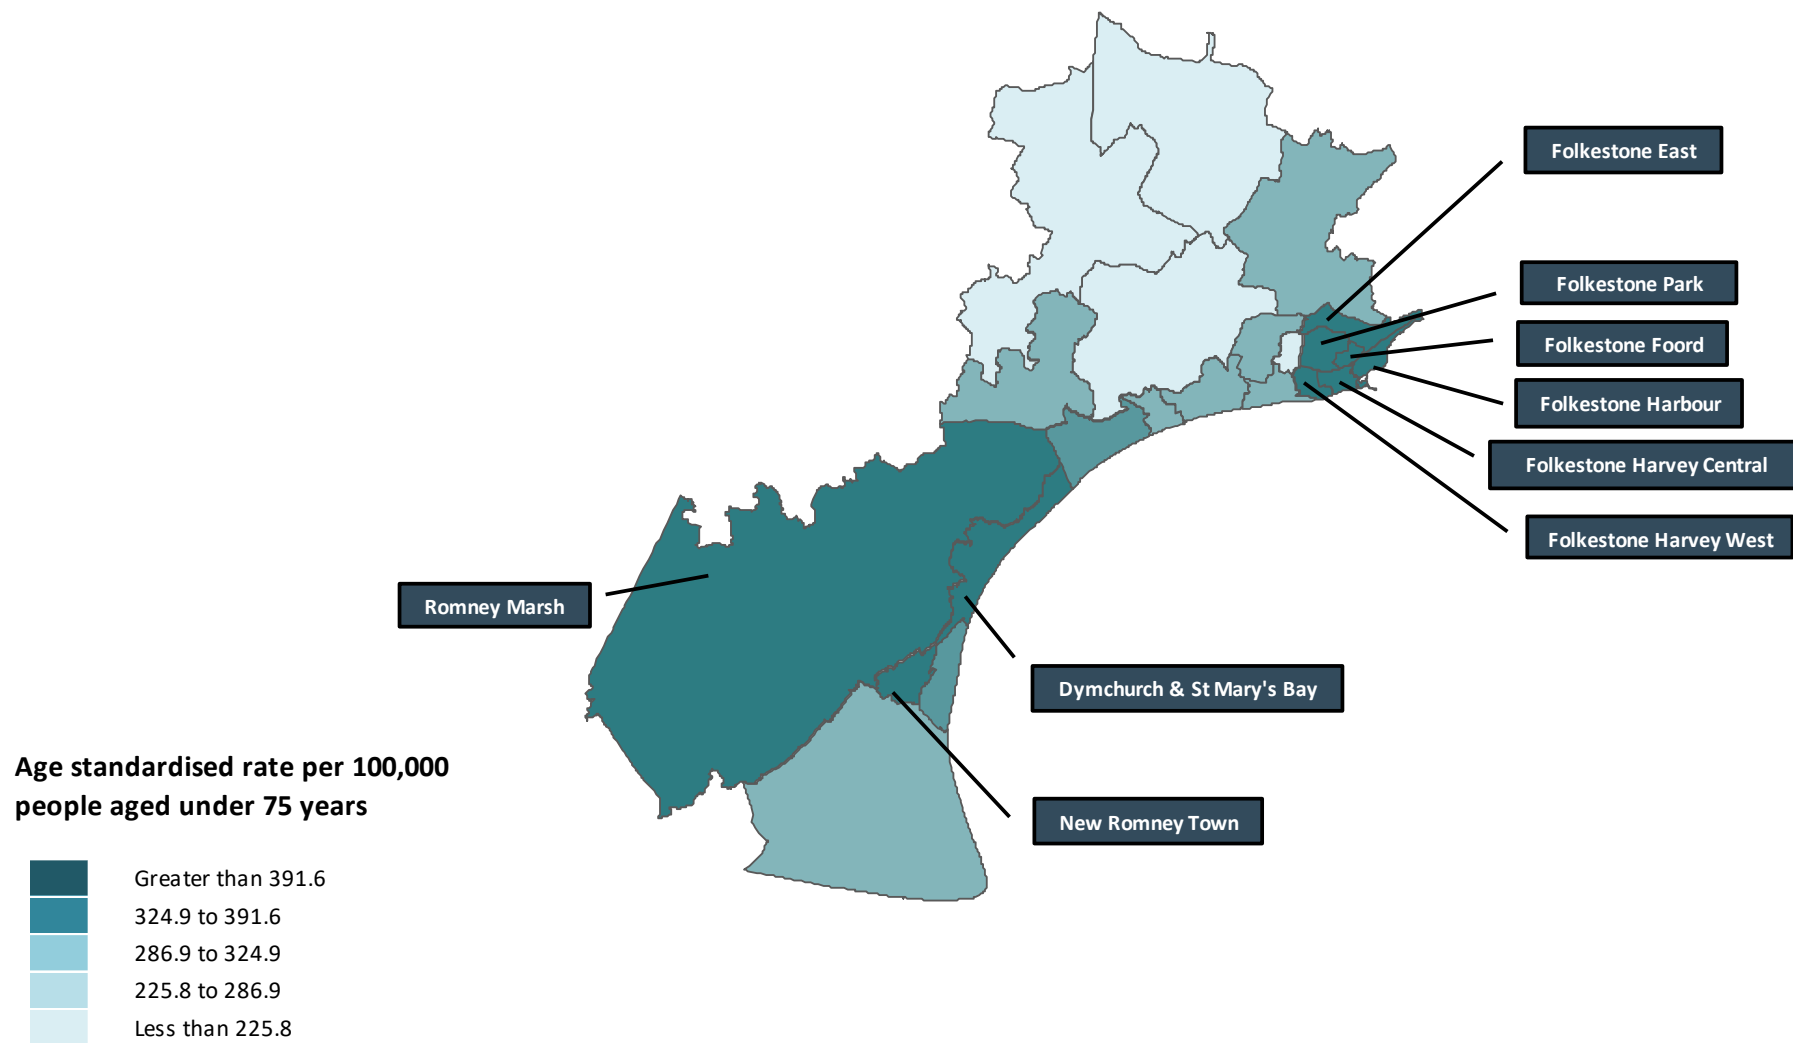 Folkestone East
Folkestone Park
Folkestone Foord
Folkestone Harbour
Folkestone Harvey Central
Folkestone Harvey West
Romney Marsh
Dymchurch & St Mary's Bay
New Romney Town
Age standardised rate per 100,000
people aged under 75 years
Greater than 391.6
324.9 to 391.6
286.9 to 324.9
225.8 to 286.9
Less than 225.8